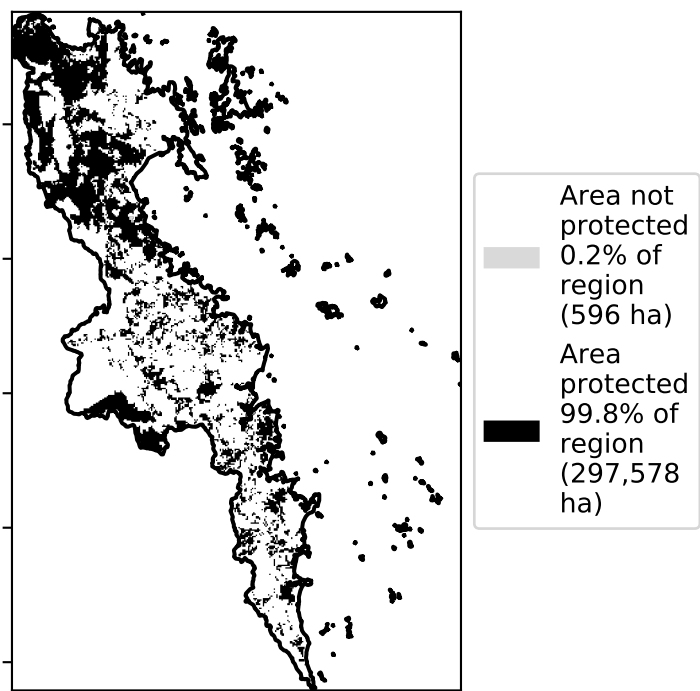 Area not
protected
0.2% of
region
(596 ha)
Area
protected
99.8% of
region
(297,578
ha)